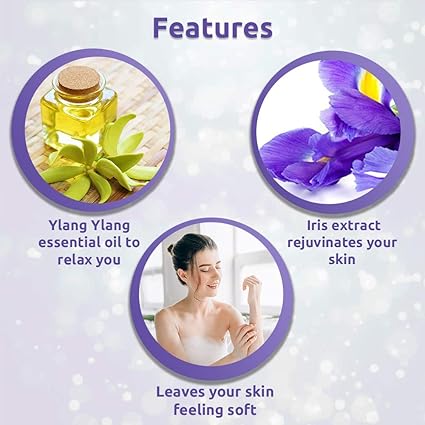 Features
Ylang Ylang
essential oil to
relax you
Iris extract
rejuvinates your
skin
Leaves your skin
feeling soft